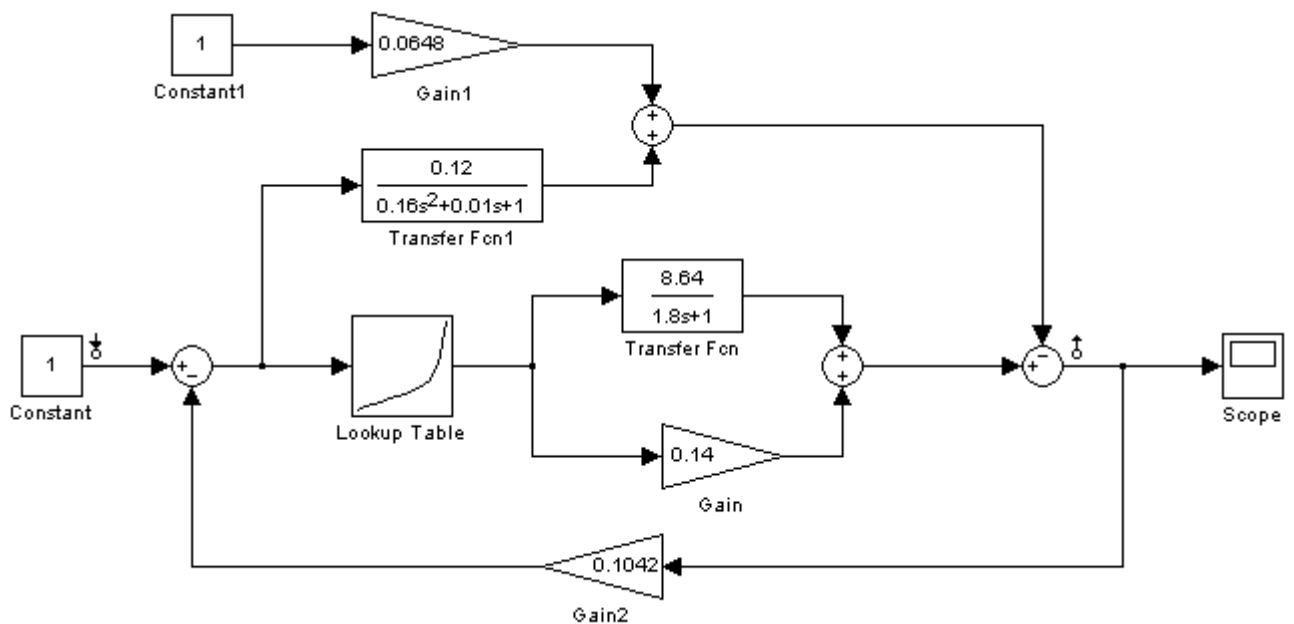 1
Constant1
0.0648
Gain1
+
+
0.12
0.16s2+0.01s+1
Transfer Fcn1
8.64
1.8s+1
Transfer Fcn
1
Constant
+
−
Lookup Table
+
+
−
+
Scope
0.14
Gain
0.1042
Gain2